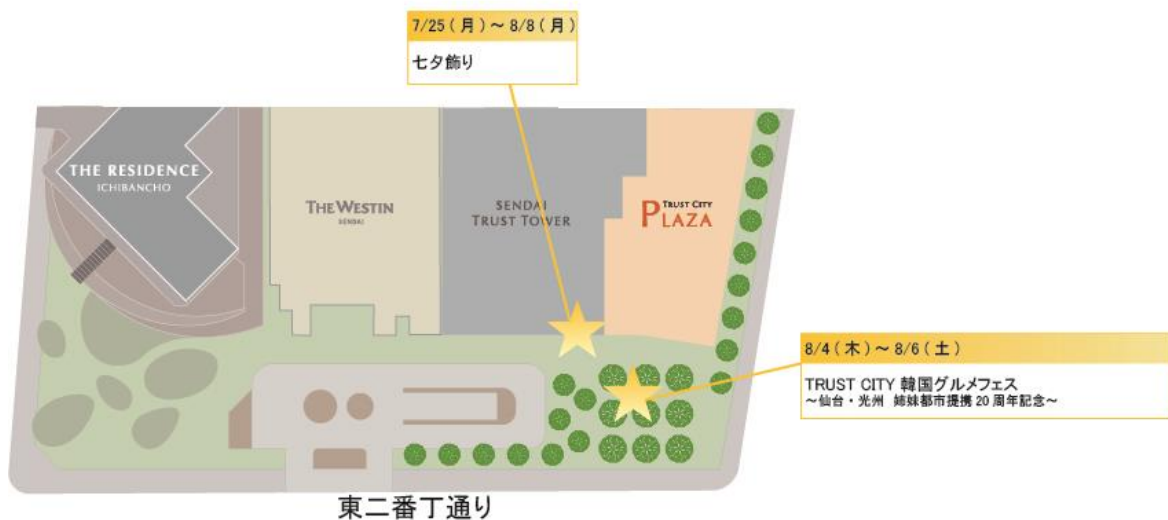 7/25 ( 月 ) ～ 8/8 ( 月 )
七夕飾り
THE RESIDENCE
ICHIBANCHO
THE WESTIN
SENDAI
SENDAI
TRUST TOWER
TRUST CITY
PLAZA
8/4 ( 木 ) ～ 8/6 ( 土 )
TRUST CITY 韓国グルメフェス
～仙台・光州 姉妹都市提携 20 周年記念～
東二番丁通り